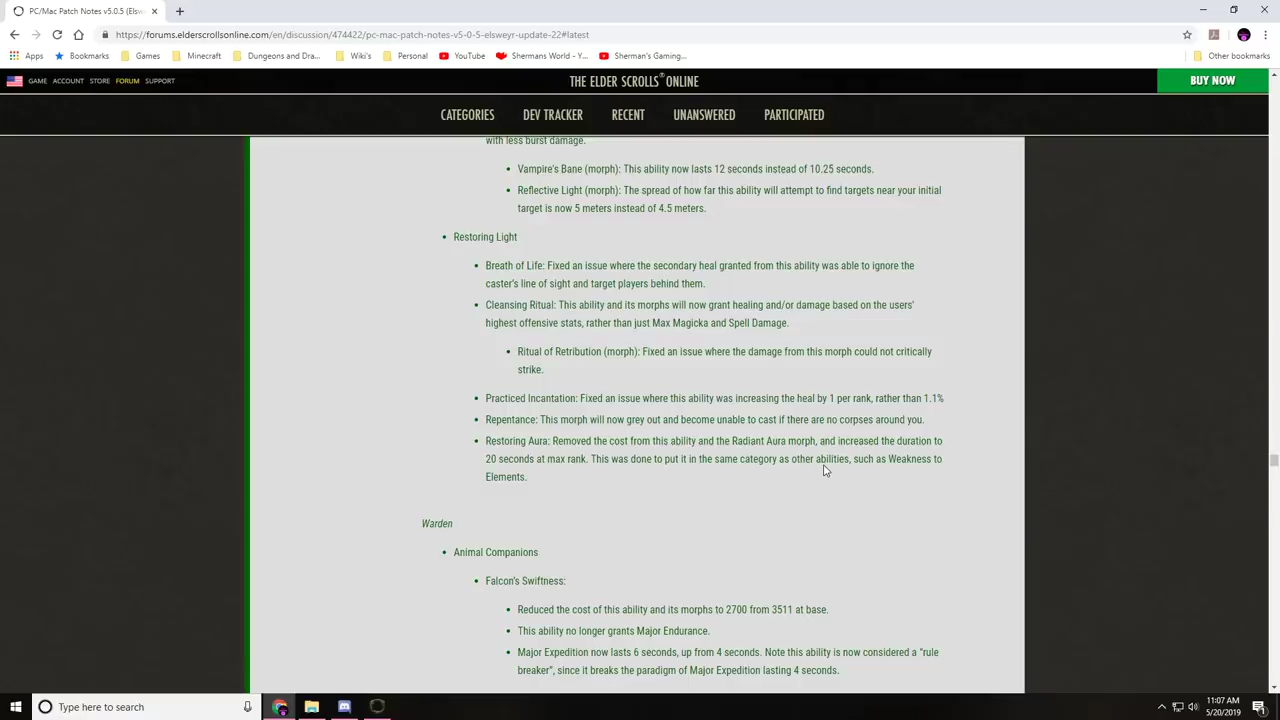 PC/Mac Patch Notes v5.0.5 (Elsw
https://forums.elderscrollsonline.com/en/discussion/474422/pc-mac-patch-notes-v5-0-5-elsweyr-update-22#latest
Apps Bookmarks Games Minecraft Dungeons and Dra... Wiki's Personal YouTube Shermans World - Y... Sherman's Gaming... Other bookmarks
GAME ACCOUNT STORE FORUM SUPPORT THE ELDER SCROLLS® ONLINE BUY NOW
CATEGORIES DEV TRACKER RECENT UNANSWERED PARTICIPATED
with less burst damage.
• Vampire's Bane (morph): This ability now lasts 12 seconds instead of 10.25 seconds.
• Reflective Light (morph): The spread of how far this ability will attempt to find targets near your initial
target is now 5 meters instead of 4.5 meters.
• Restoring Light
• Breath of Life: Fixed an issue where the secondary heal granted from this ability was able to ignore the
caster's line of sight and target players behind them.
• Cleansing Ritual: This ability and its morphs will now grant healing and/or damage based on the users'
highest offensive stats, rather than just Max Magicka and Spell Damage.
• Ritual of Retribution (morph): Fixed an issue where the damage from this morph could not critically
strike.
Practiced Incantation: Fixed an issue where this ability was increasing the heal by 1 per rank, rather than 1.1%
• Repentance: This morph will now grey out and become unable to cast if there are no corpses around you.
• Restoring Aura: Removed the cost from this ability and the Radiant Aura morph, and increased the duration to
20 seconds at max rank. This was done to put it in the same category as other abilities, such as Weakness to
Elements.
Warden
• Animal Companions
• Falcon's Swiftness:
• Reduced the cost of this ability and its morphs to 2700 from 3511 at base.
• This ability no longer grants Major Endurance.
• Major Expedition now lasts 6 seconds, up from 4 seconds. Note this ability is now considered a "rule
breaker", since it breaks the paradigm of Major Expedition lasting 4 seconds.
Type here to search
11:07 AM
5/20/2019